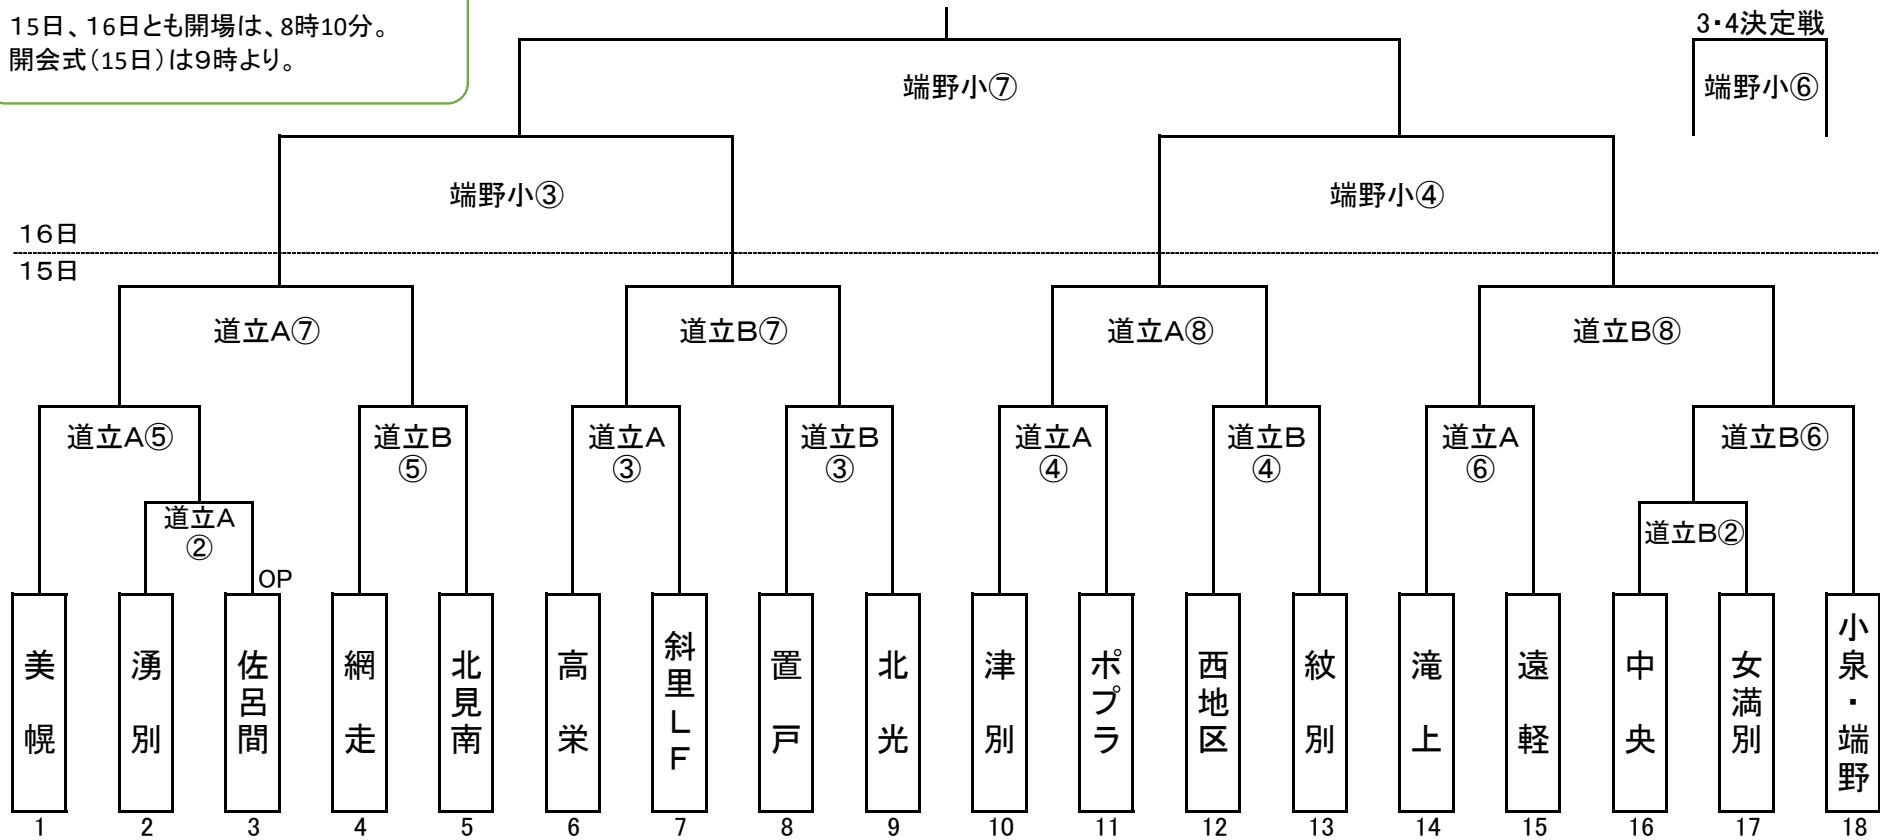 15日、16日とも開場は、8時10分。
開会式(15日)は9時より。
3・4決定戦
端野小⑦
端野小⑥
端野小③
端野小④
16日
15日
道立A⑦
道立B⑦
道立A⑧
道立B⑧
道立A⑤
道立B
⑤
道立A
③
道立B
③
道立A
④
道立B
④
道立A
⑥
道立B⑥
道立A
②
道立B②
OP
美幌
湧別
佐呂間
網走
北見南
高栄
斜里LF
置戸
北光
津別
ポプラ
西地区
紋別
滝上
遠軽
中央
女満別
小泉・端野
1 2 3 4 5 6 7 8 9 10 11 12 13 14 15 16 17 18